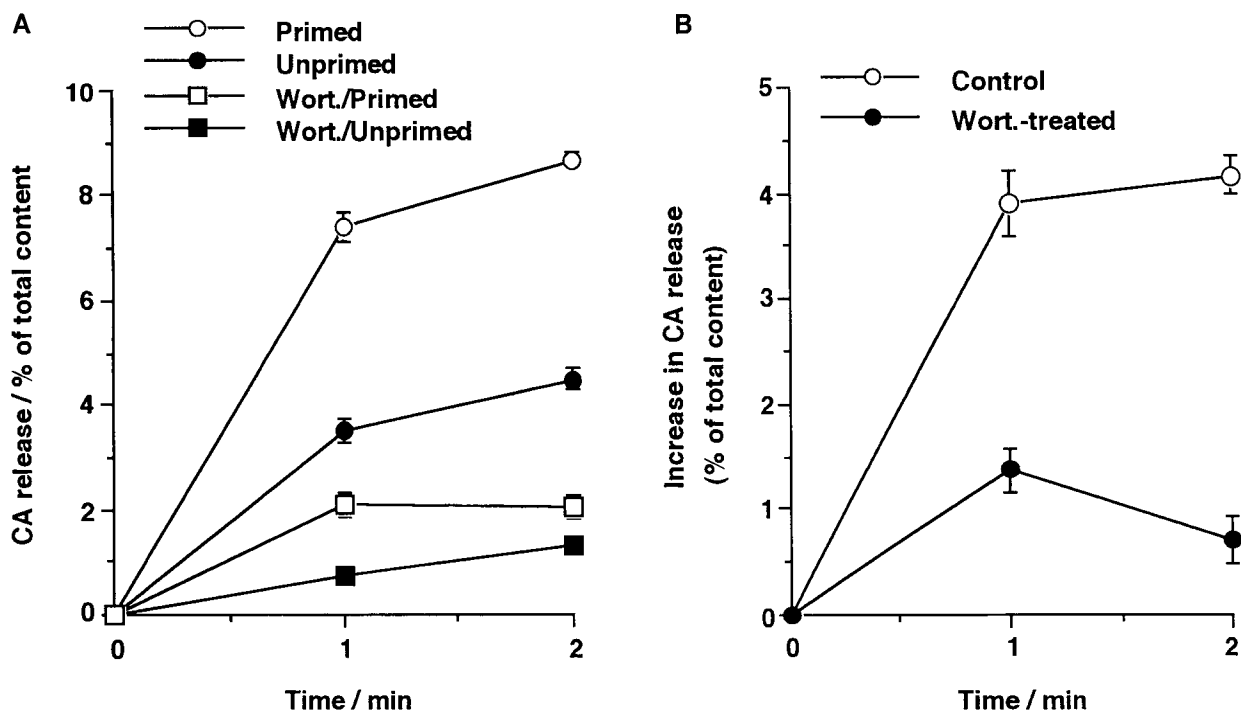 A
Primed
Unprimed
Wort./Primed
Wort./Unprimed
CA release / % of total content
10
8
6
4
2
0
0
1
2
Time / min
B
Control
Wort.-treated
Increase in CA release
(% of total content)
5
4
3
2
1
0
0
1
2
Time / min